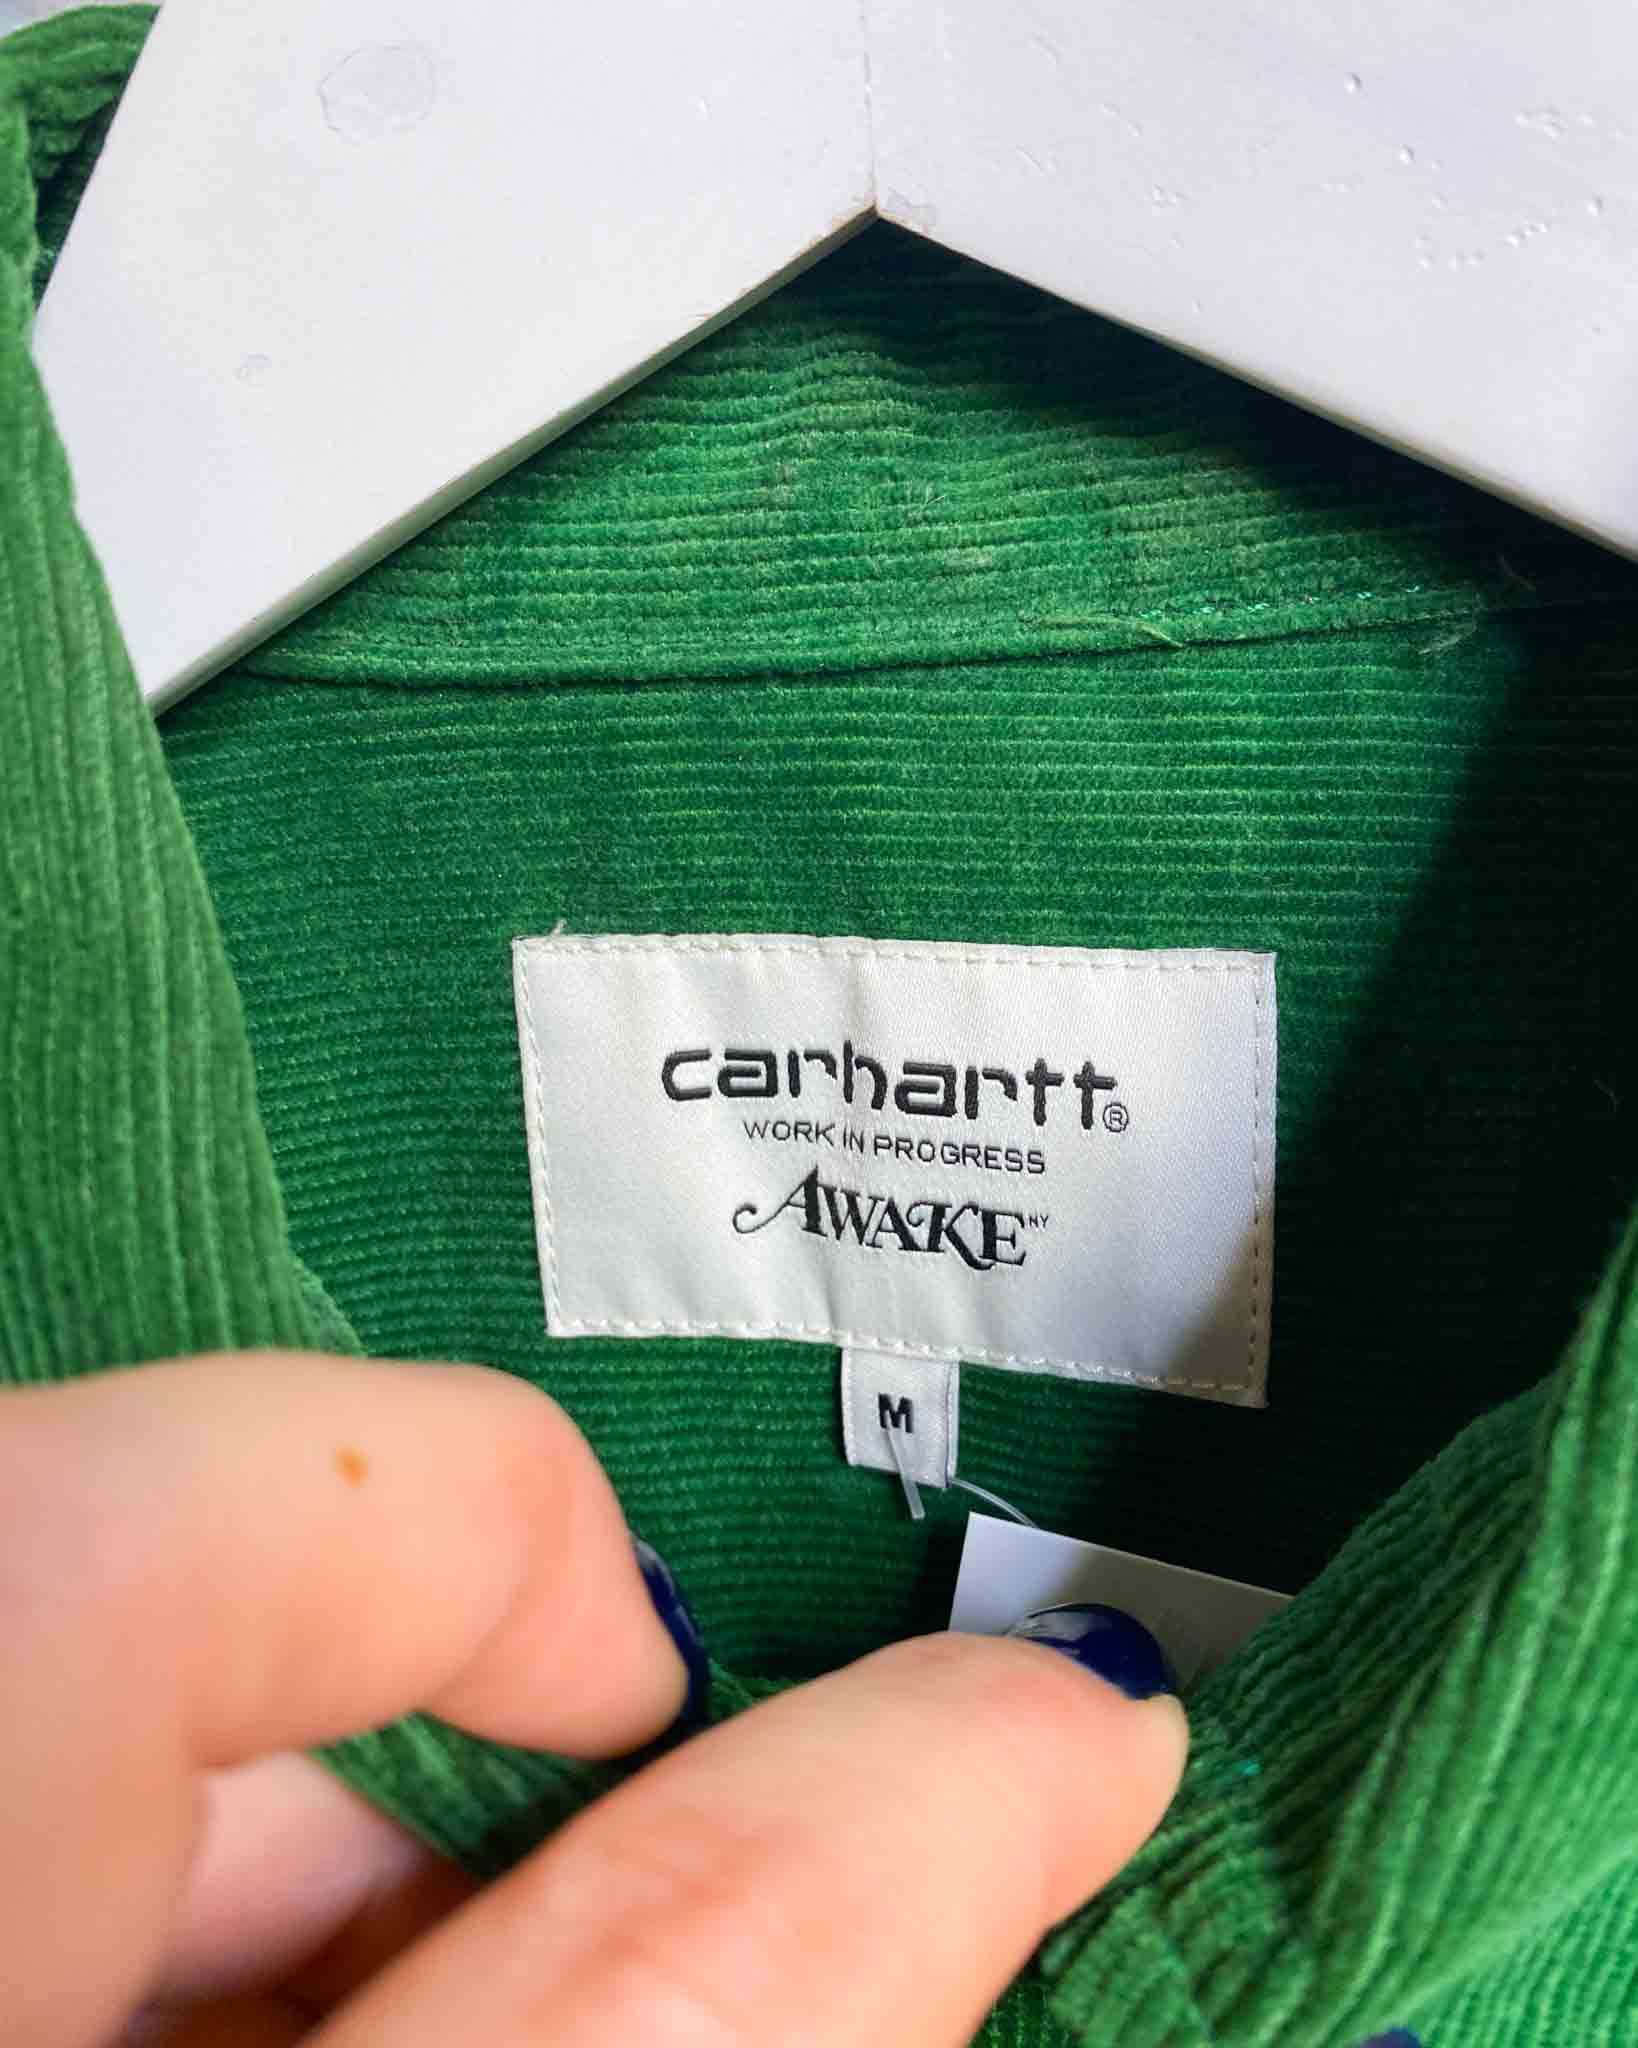 carhartt®
WORK IN PROGRESS
AWAKE NY
M